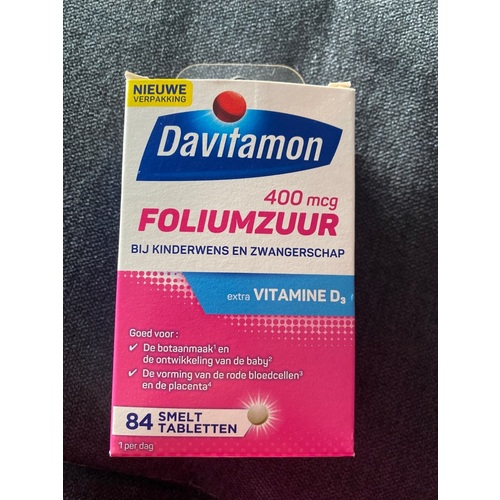 NIEUWE
VERPAKKING
Davitamon
400 mcg
FOLIUMZUUR
BIJ KINDERWENS EN ZWANGERSCHAP
extra VITAMINE D₃
Goed voor :
✓ De botaanmaak¹ en
de ontwikkeling van de baby²
✓ De vorming van de rode bloedcellen³
en de placenta⁴
84 SMELT
TABLETTEN
1 per dag